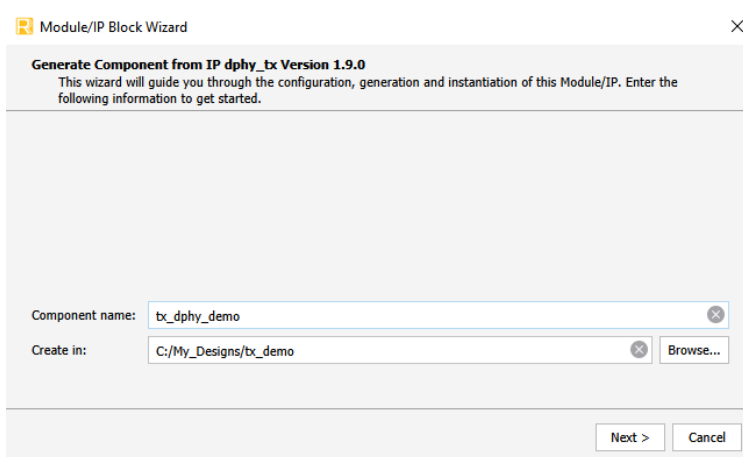 Module/IP Block Wizard
Generate Component from IP dphy_tx Version 1.9.0
This wizard will guide you through the configuration, generation and instantiation of this Module/IP. Enter the
following information to get started.
Component name: tx_dphy_demo
Create in: C:/My_Designs/tx_demo Browse...
Next > Cancel